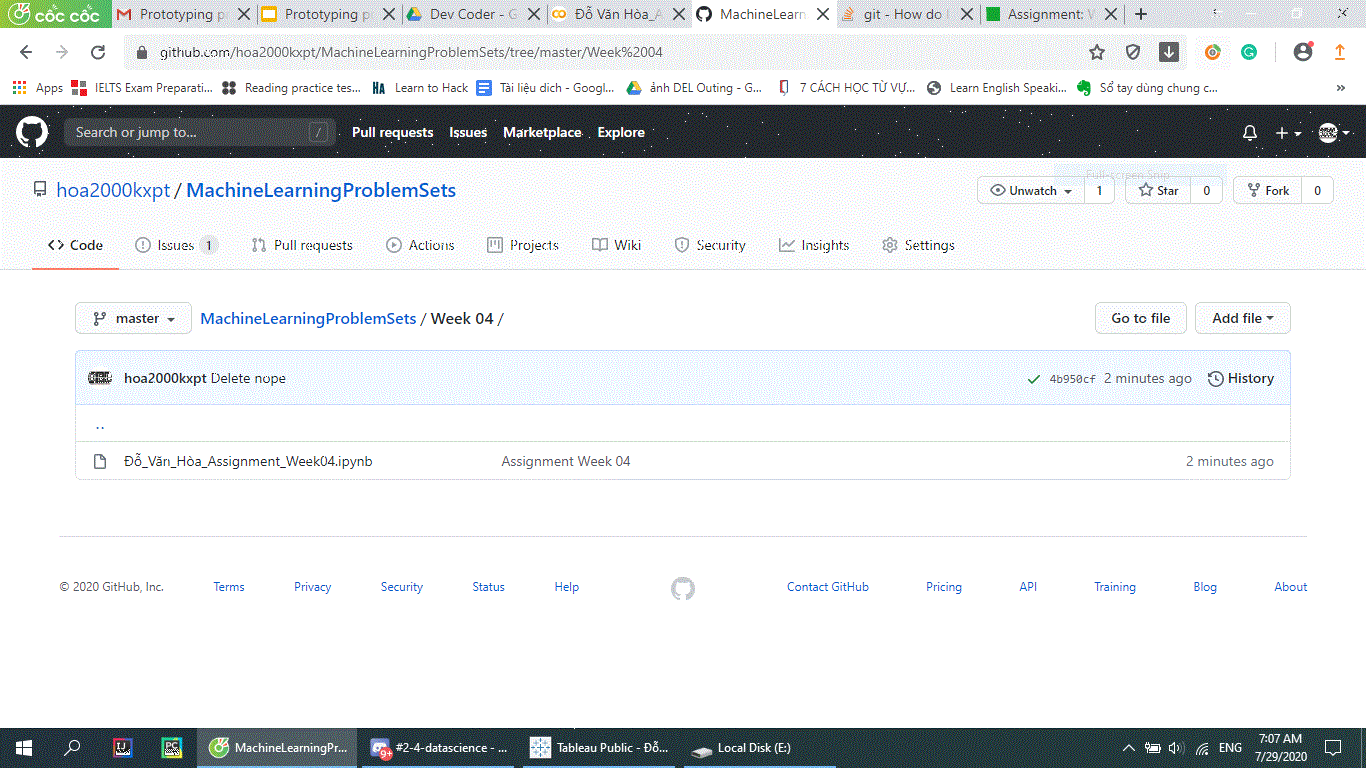 cốc cốc Prototyping p Prototyping p Dev Coder - G Đỗ Văn Hòa_A MachineLearn git - How do I Assignment: W
github.com/hoa2000kxpt/MachineLearningProblemSets/tree/master/Week%2004
Apps IELTS Exam Preparati... Reading practice tes... Learn to Hack Tài liệu dich - Googl... ảnh DEL Outing - G... 7 CÁCH HỌC TỪ VỰ... Learn English Speaki... Sổ tay dùng chung c... »
Search or jump to... / Pull requests Issues Marketplace Explore
Full-screen Snip
hoa2000kxpt / MachineLearningProblemSets Unwatch 1 Star 0 Fork 0
Code Issues 1 Pull requests Actions Projects Wiki Security Insights Settings
master MachineLearningProblemSets / Week 04 / Go to file Add file
hoa2000kxpt Delete nope 4b950cf 2 minutes ago History
..
Đỗ_Văn_Hòa_Assignment_Week04.ipynb Assignment Week 04 2 minutes ago
© 2020 GitHub, Inc. Terms Privacy Security Status Help Contact GitHub Pricing API Training Blog About
MachineLearningPr... #2-4-datascience - ... Tableau Public - Đỗ... Local Disk (E:) ENG 7:07 AM
7/29/2020